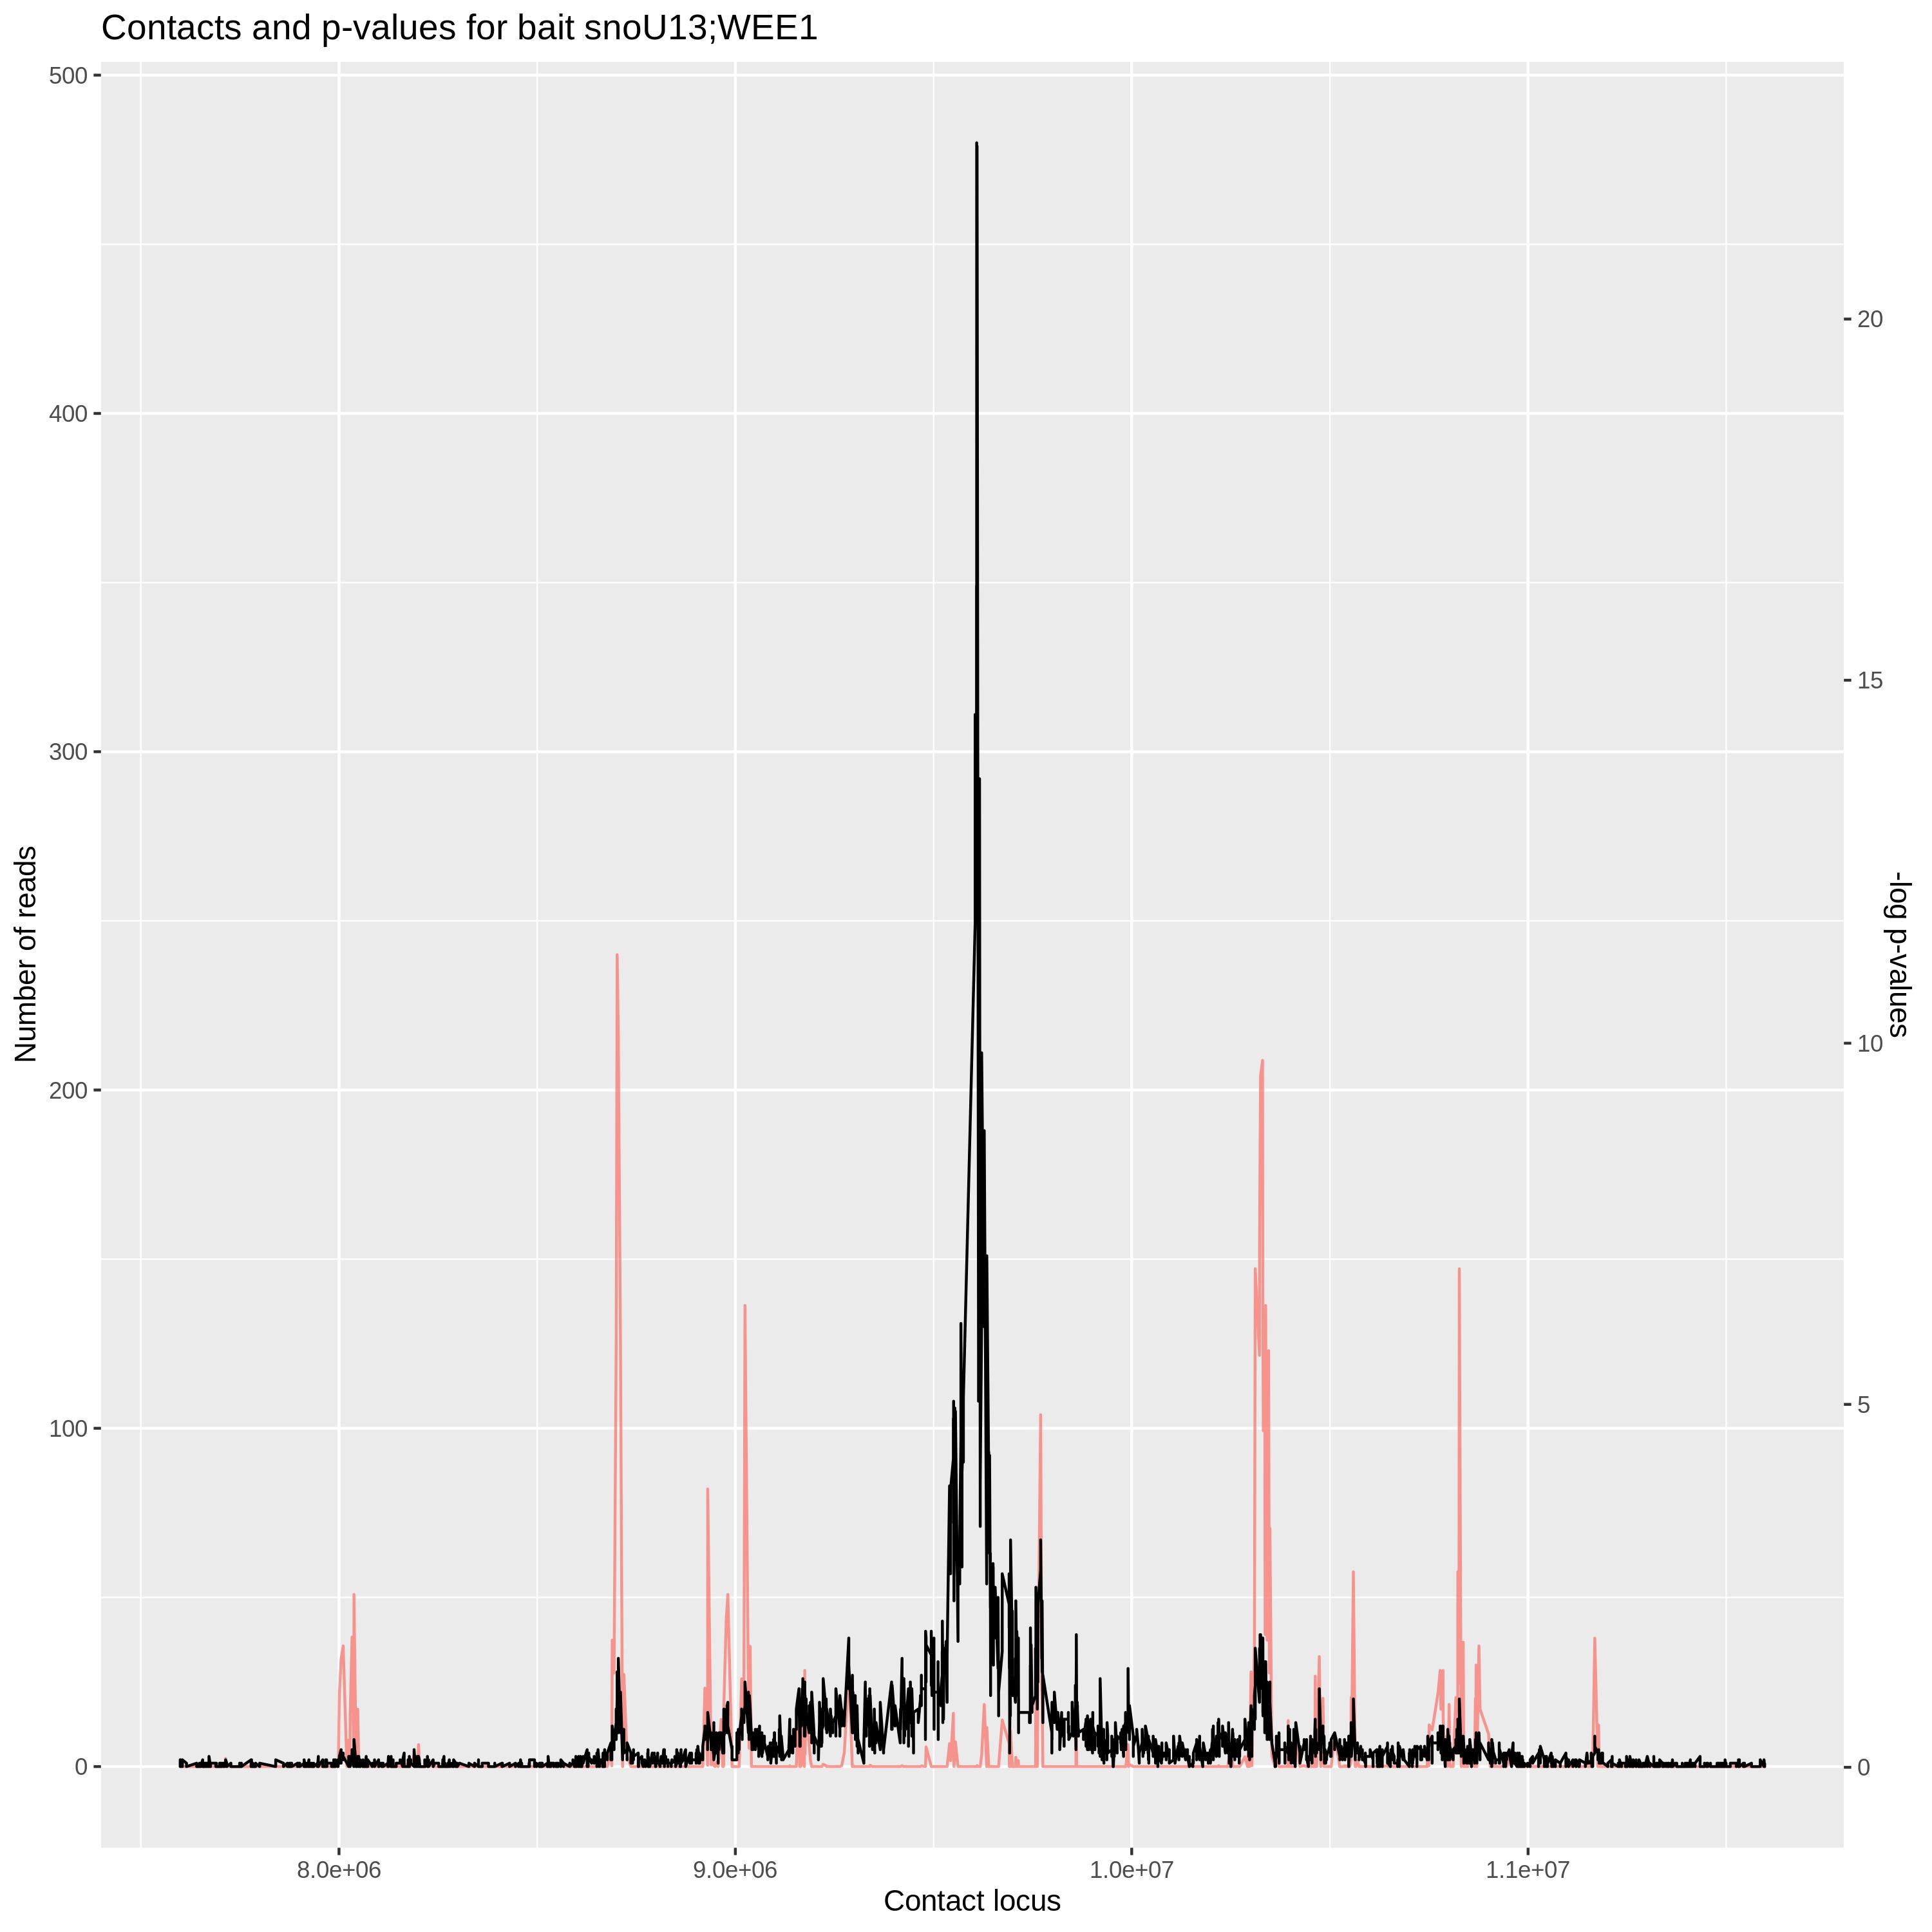 Contacts and p-values for bait snoU13;WEE1
500
400
300
200
100
0
Number of reads
20
15
10
5
0
-log p-values
8.0e+06
9.0e+06
1.0e+07
1.1e+07
Contact locus